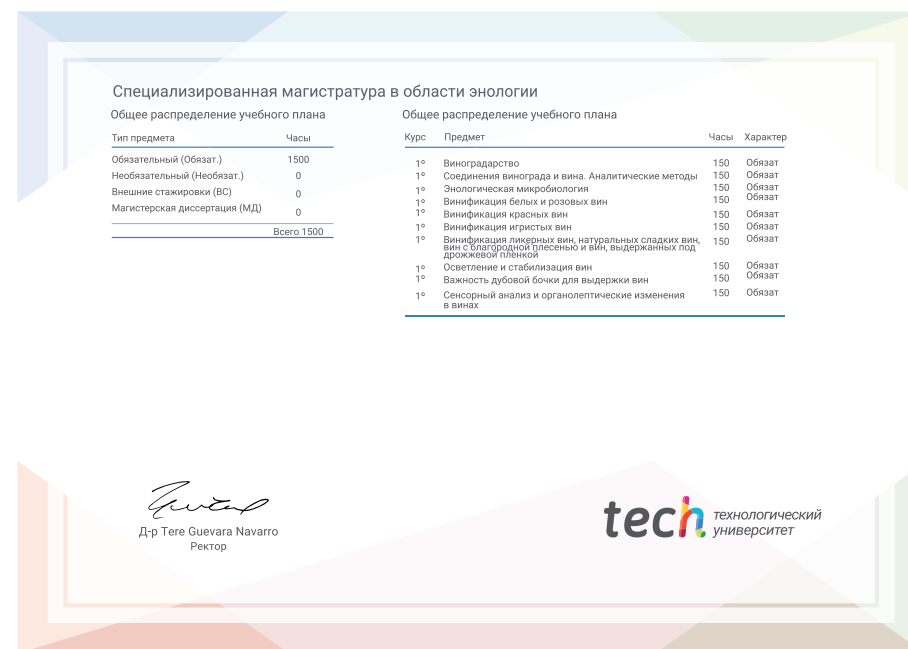 Специализированная магистратура в области энологии
Общее распределение учебного плана
Тип предмета Часы
Обязательный (Обязат.) 1500
Необязательный (Необязат.) 0
Внешние стажировки (ВС) 0
Магистерская диссертация (МД) 0
Всего 1500
Общее распределение учебного плана
Курс Предмет Часы Характер
1º Виноградарство 150 Обязат
1º Соединения винограда и вина. Аналитические методы 150 Обязат
1º Энологическая микробиология 150 Обязат
1º Винификация белых и розовых вин 150 Обязат
1º Винификация красных вин 150 Обязат
1º Винификация игристых вин 150 Обязат
1º Винификация ликерных вин, натуральных сладких вин, 150 Обязат
вин с благородной плесенью и вин, выдержанных под
дрожжевой пленкой
1º Осветление и стабилизация вин 150 Обязат
1º Важность дубовой бочки для выдержки вин 150 Обязат
1º Сенсорный анализ и органолептические изменения 150 Обязат
в винах
Д-р Tere Guevara Navarro
Ректор
tech технологический
университет